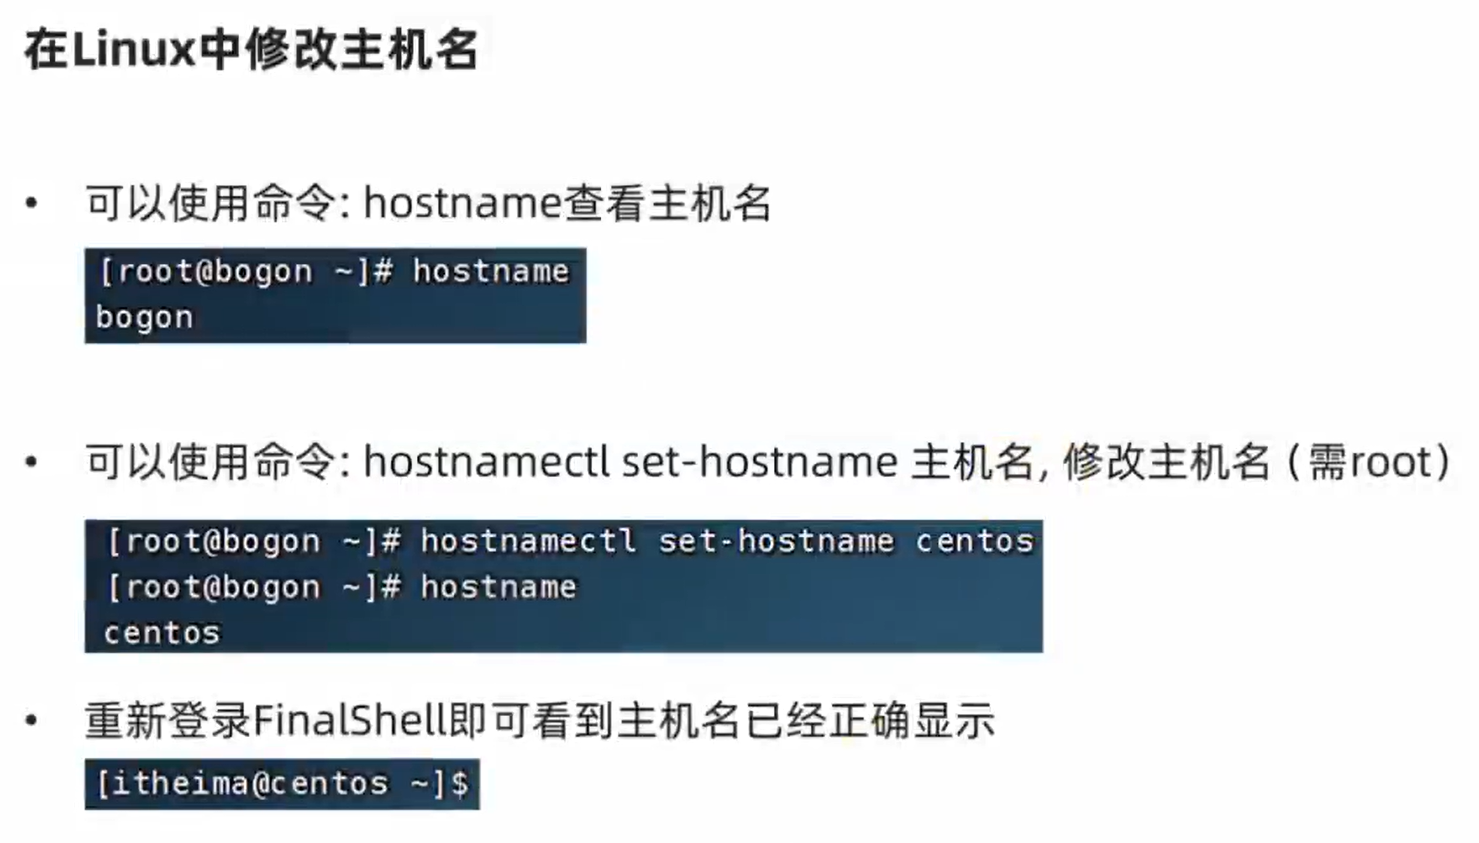 在Linux中修改主机名
• 可以使用命令: hostname查看主机名
[root@bogon ~]# hostname
bogon
• 可以使用命令: hostnamectl set-hostname 主机名, 修改主机名（需root）
[root@bogon ~]# hostnamectl set-hostname centos
[root@bogon ~]# hostname
centos
• 重新登录FinalShell即可看到主机名已经正确显示
[itheima@centos ~]$